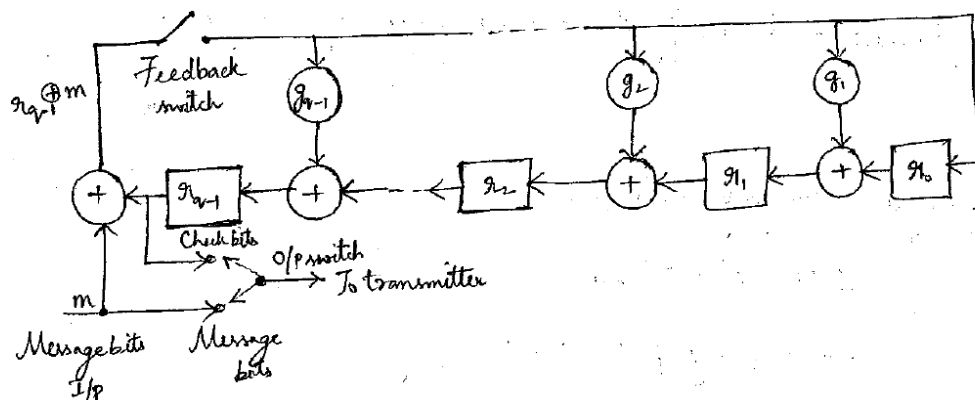 r_{q-1} ⊕ m
Feedback
switch
g_{q-1}
g_2
g_1
+
r_{q-1}
+
r_2
+
r_1
+
r_0
Check bits
O/P switch
To transmitter
m
Message bits
I/P
Message
bits